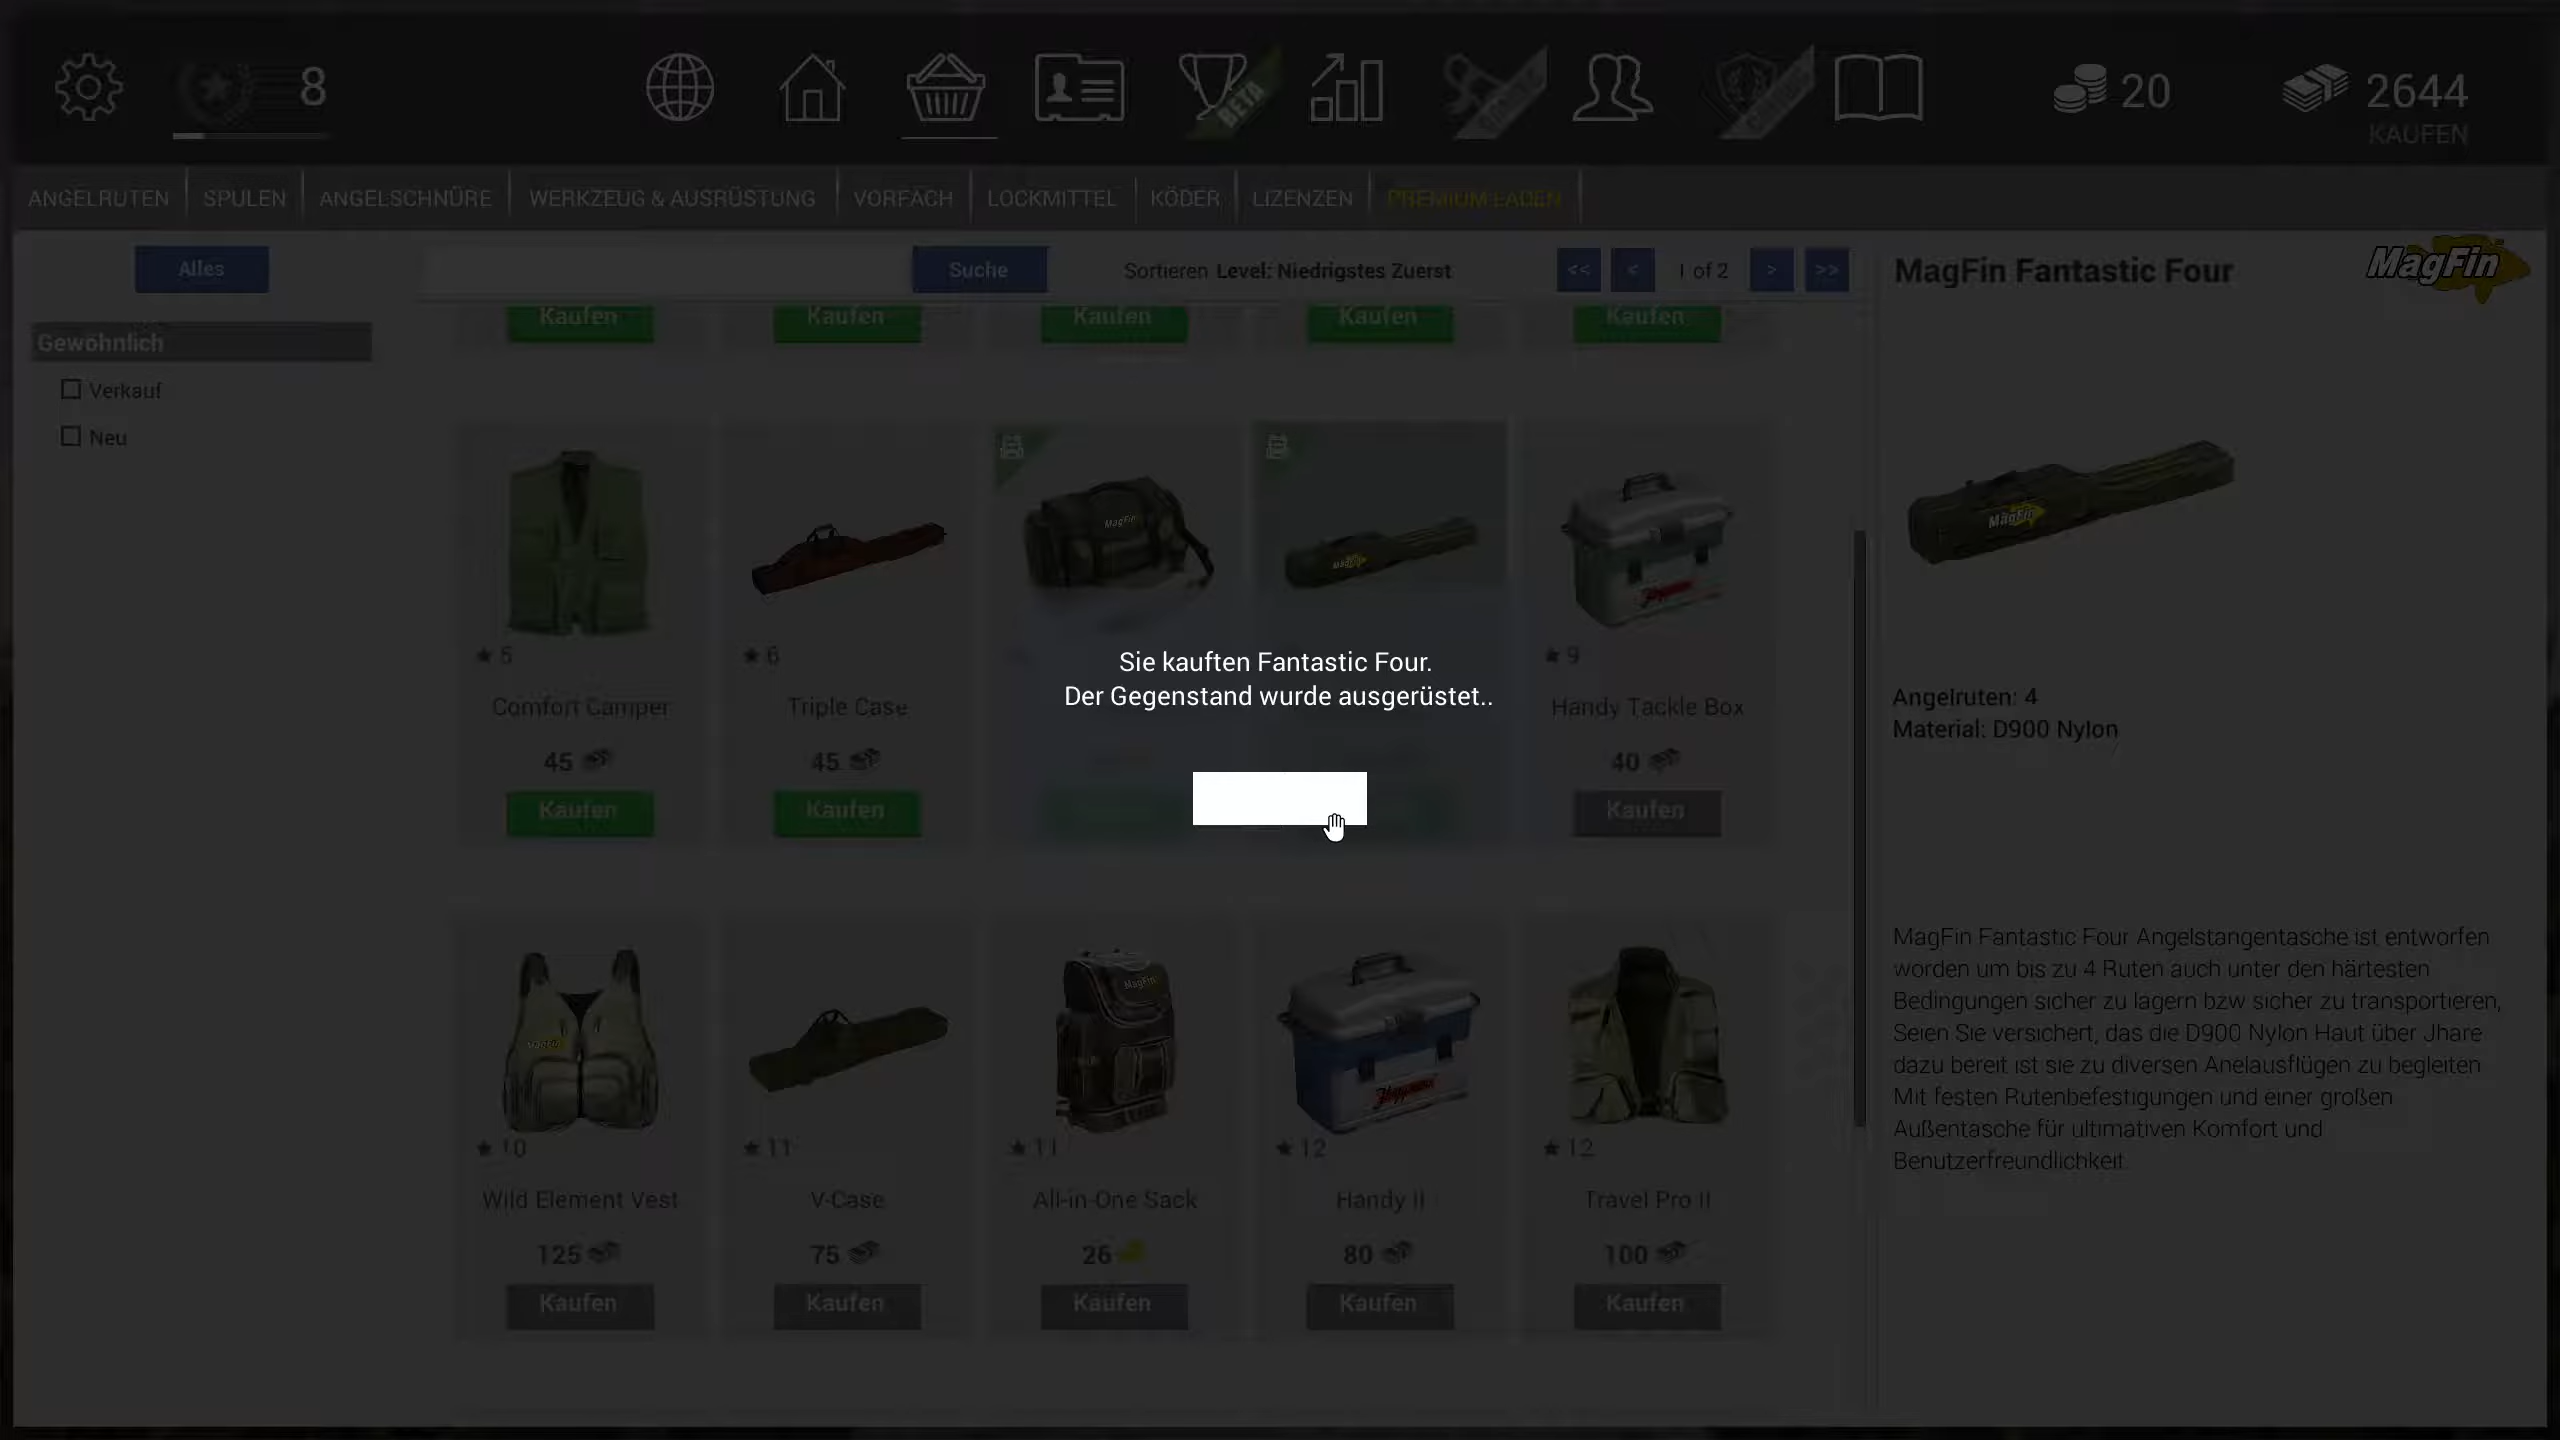 8
BETA
20
2644
KAUFEN
ANGELRUTEN
SPULEN
ANGELSCHNÜRE
WERKZEUG & AUSRÜSTUNG
VORFACH
LOCKMITTEL
KÖDER
LIZENZEN
PREMIUM LADEN
Alles
Suche
Sortieren Level: Niedrigstes Zuerst
<<
<
1 of 2
>
>>
MagFin Fantastic Four
MagFin
Gewöhnlich
Verkauf
Neu
Kaufen
Kaufen
Kaufen
Kaufen
Kaufen
MagFin
MagFin
MagFin
5
6
9
Sie kauften Fantastic Four.
Der Gegenstand wurde ausgerüstet..
Comfort Camper
Triple Case
Handy Tackle Box
45
45
40
Kaufen
Kaufen
Kaufen
Angelruten: 4
Material: D900 Nylon
MagFin
10
11
11
12
12
Wild Element Vest
V-Case
All-in-One Sack
Handy II
Travel Pro II
125
75
26
80
100
Kaufen
Kaufen
Kaufen
Kaufen
Kaufen
MagFin Fantastic Four Angelstangentasche ist entworfen
worden um bis zu 4 Ruten auch unter den härtesten
Bedingungen sicher zu lagern bzw sicher zu transportieren,
Seien Sie versichert, das die D900 Nylon Haut über Jhare
dazu bereit ist sie zu diversen Anelausflügen zu begleiten
Mit festen Rutenbefestigungen und einer großen
Außentasche für ultimativen Komfort und
Benutzerfreundlichkeit.